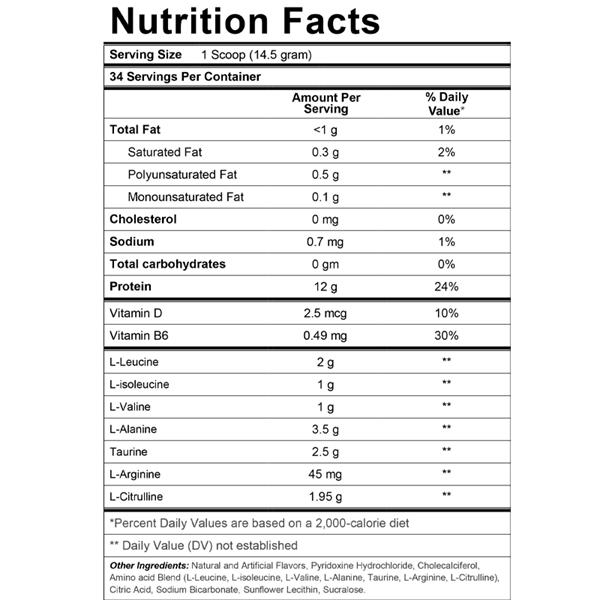 Nutrition Facts
Serving Size 1 Scoop (14.5 gram)
34 Servings Per Container
Amount Per Serving % Daily Value*
Total Fat <1 g 1%
Saturated Fat 0.3 g 2%
Polyunsaturated Fat 0.5 g **
Monounsaturated Fat 0.1 g **
Cholesterol 0 mg 0%
Sodium 0.7 mg 1%
Total carbohydrates 0 gm 0%
Protein 12 g 24%
Vitamin D 2.5 mcg 10%
Vitamin B6 0.49 mg 30%
L-Leucine 2 g **
L-isoleucine 1 g **
L-Valine 1 g **
L-Alanine 3.5 g **
Taurine 2.5 g **
L-Arginine 45 mg **
L-Citrulline 1.95 g **
*Percent Daily Values are based on a 2,000-calorie diet
** Daily Value (DV) not established
Other Ingredients: Natural and Artificial Flavors, Pyridoxine Hydrochloride, Cholecalciferol,
Amino acid Blend (L-Leucine, L-isoleucine, L-Valine, L-Alanine, Taurine, L-Arginine, L-Citrulline),
Citric Acid, Sodium Bicarbonate, Sunflower Lecithin, Sucralose.